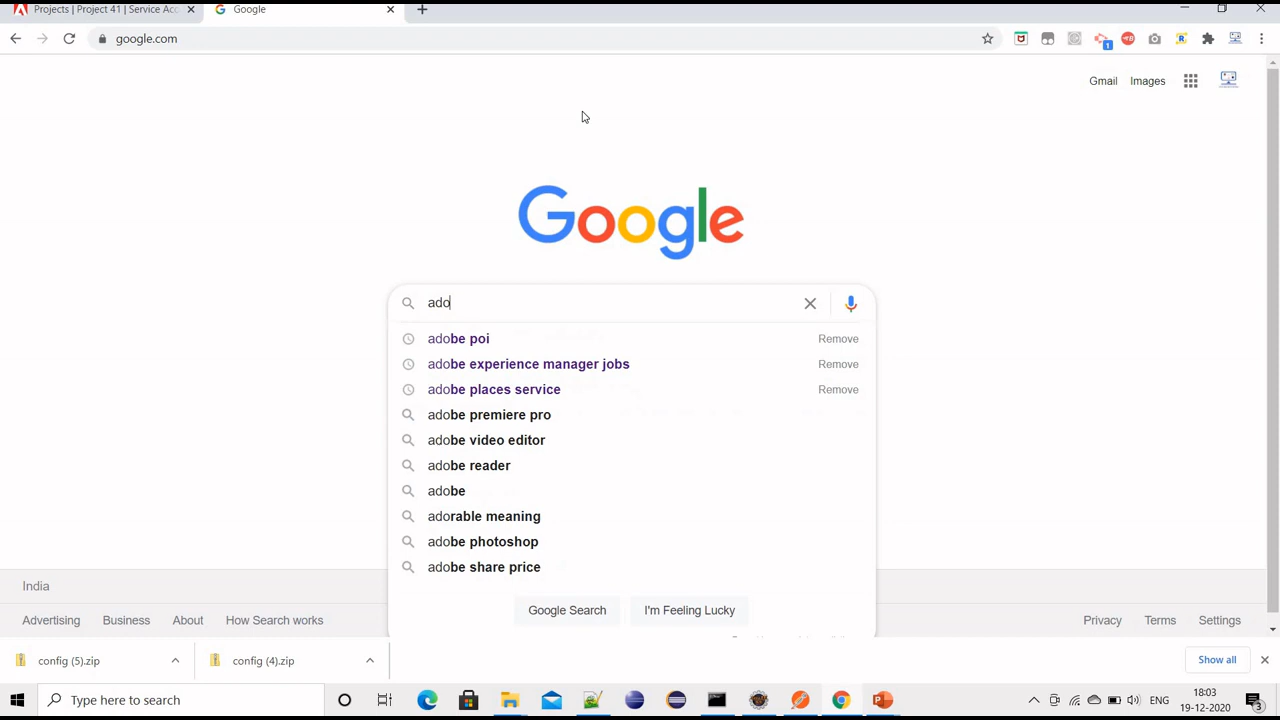 Projects | Project 41 | Service Acc
Google
google.com
Gmail
Images
Google
ado
adobe poi
Remove
adobe experience manager jobs
Remove
adobe places service
Remove
adobe premiere pro
adobe video editor
adobe reader
adobe
adorable meaning
adobe photoshop
adobe share price
Google Search
I'm Feeling Lucky
India
Advertising
Business
About
How Search works
Privacy
Terms
Settings
config (5).zip
config (4).zip
Show all
Type here to search
ENG
18:03
19-12-2020